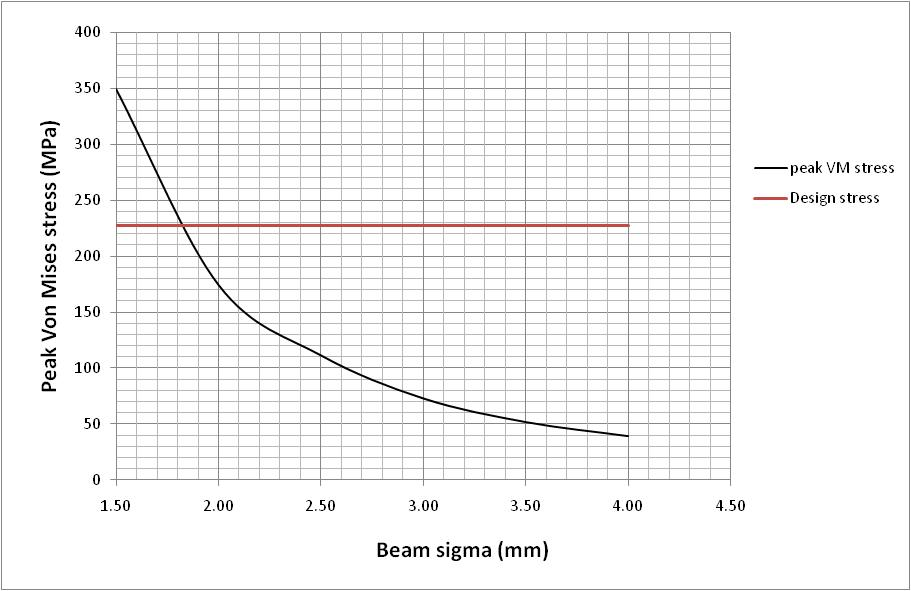 Peak Von Mises stress (MPa)
400
350
300
250
200
150
100
50
0
1.50 2.00 2.50 3.00 3.50 4.00 4.50
Beam sigma (mm)
peak VM stress
Design stress